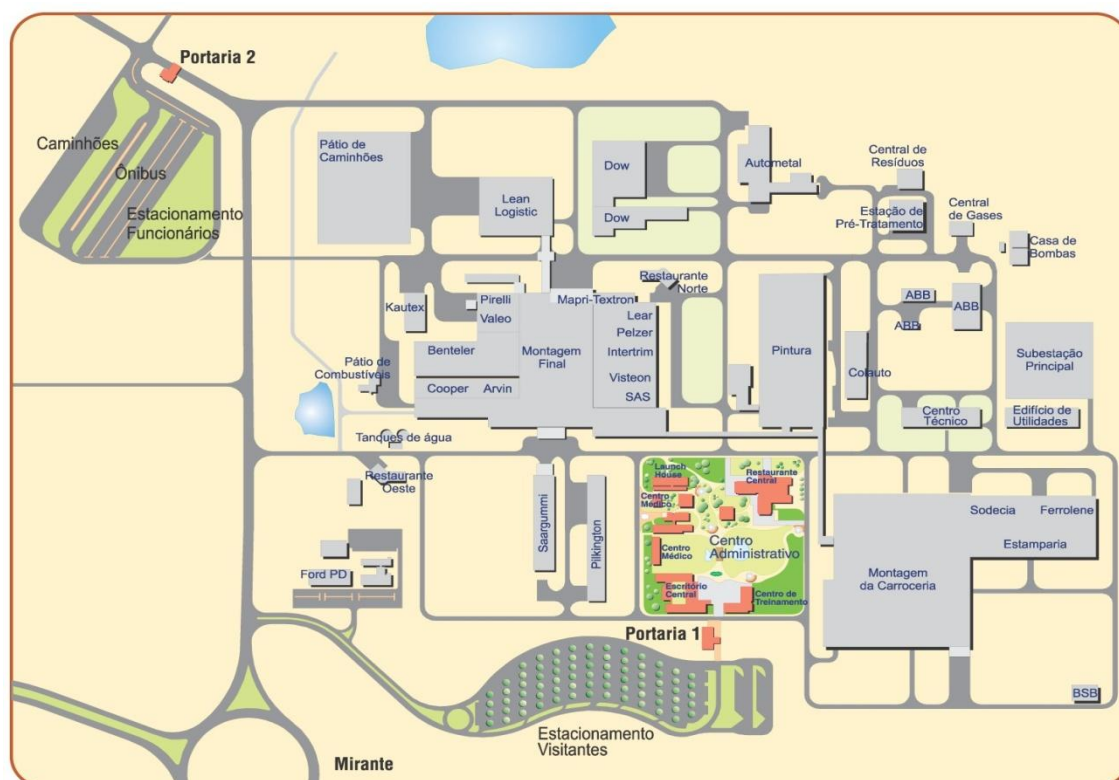 Portaria 2
Caminhões
Ônibus
Estacionamento
Funcionários
Pátio de
Caminhões
Lean
Logistic
Dow
Dow
Autometal
Central de
Resíduos
Estação de
Pré-Tratamento
Central
de Gases
Casa de
Bombas
Restaurante
Norte
Kautex
Pirelli
Valeo
Mapri-Textron
Lear
Pelzer
Intertrim
Visteon
SAS
Benteler
Montagem
Final
Cooper
Arvin
Pintura
Colauto
ABB
ABB
ABB
Subestação
Principal
Pátio de
Combustíveis
Centro
Técnico
Edifício de
Utilidades
Tanques de água
Restaurante
Oeste
Saargummi
Pilkington
Launch
House
Restaurante
Central
Centro
Médico
Centro
Administrativo
Centro
Médico
Escritório
Central
Centro de
Treinamento
Sodecia
Ferrolene
Estamparia
Montagem
da Carroceria
Ford PD
Portaria 1
BSB
Estacionamento
Visitantes
Mirante